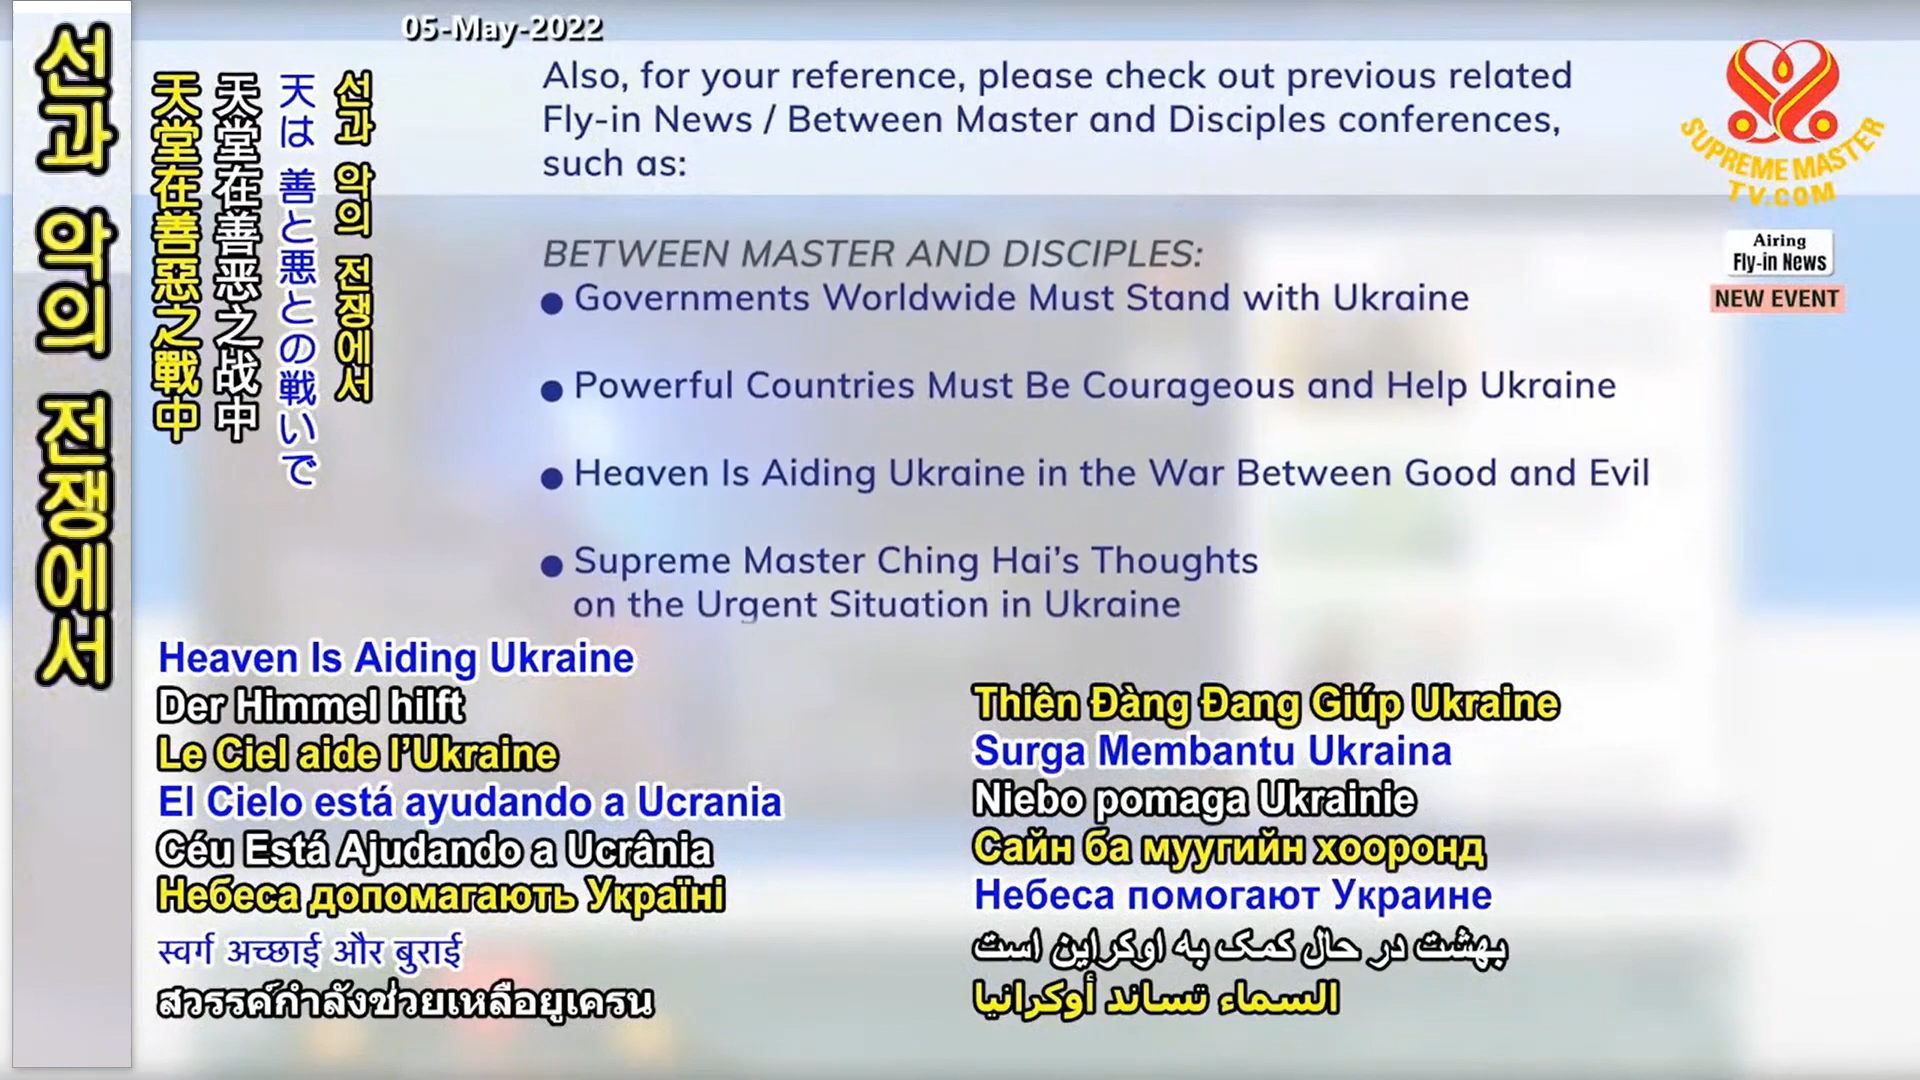 05-May-2022
선과 악의 전쟁에서
天堂在善惡之戰中
天堂在善恶之战中
天は 善と悪との戦いで
선과 악의 전쟁에서
Also, for your reference, please check out previous related
Fly-in News / Between Master and Disciples conferences,
such as:
BETWEEN MASTER AND DISCIPLES:
● Governments Worldwide Must Stand with Ukraine
● Powerful Countries Must Be Courageous and Help Ukraine
● Heaven Is Aiding Ukraine in the War Between Good and Evil
● Supreme Master Ching Hai's Thoughts
on the Urgent Situation in Ukraine
SUPREME MASTER
TV.COM
Airing
Fly-in News
NEW EVENT
Heaven Is Aiding Ukraine
Der Himmel hilft
Le Ciel aide l'Ukraine
El Cielo está ayudando a Ucrania
Céu Está Ajudando a Ucrânia
Небеса допомагають Україні
स्वर्ग अच्छाई और बुराई
สวรรค์กำลังช่วยเหลือยูเครน
Thiên Đàng Đang Giúp Ukraine
Surga Membantu Ukraina
Niebo pomaga Ukrainie
Сайн ба муугийн хооронд
Небеса помогают Украине
بهشت در حال کمک به اوکراین است
السماء تساند أوكرانيا